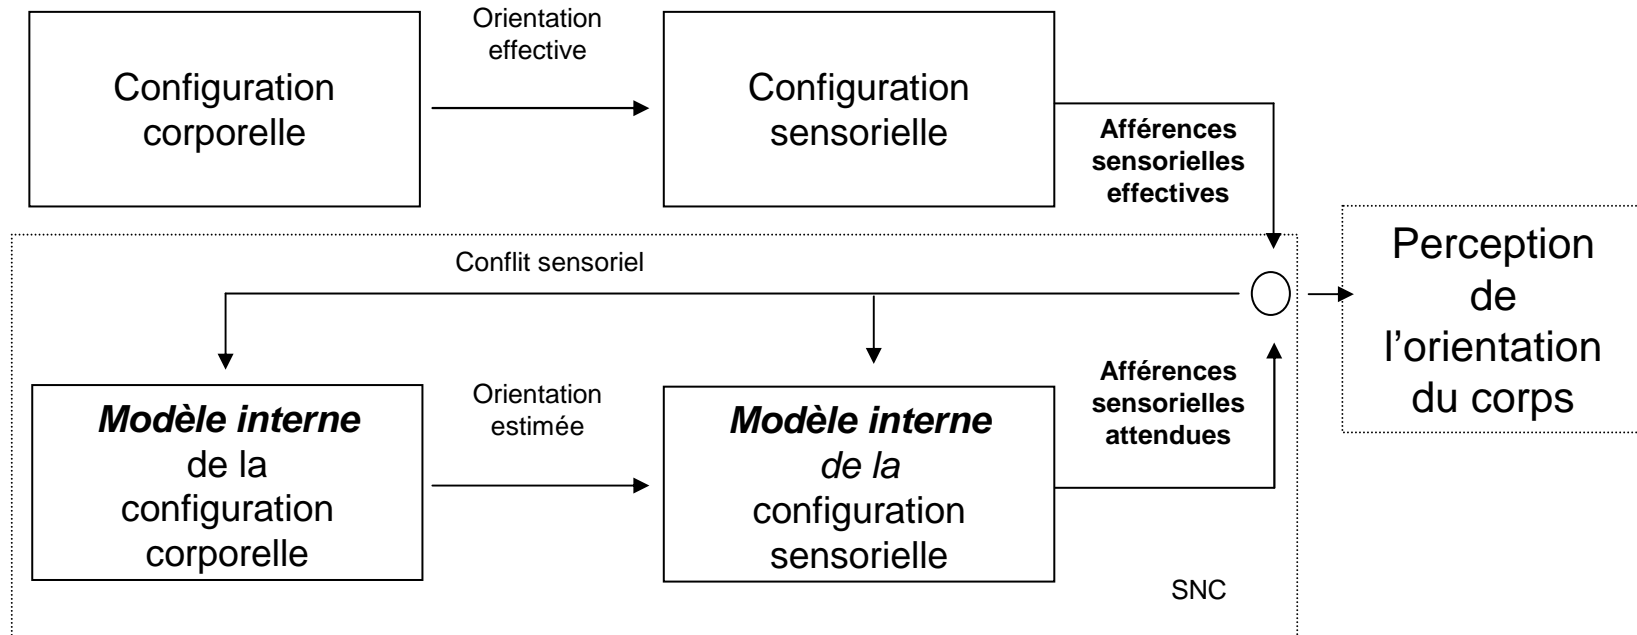 Configuration
corporelle
Orientation
effective
Configuration
sensorielle
Afférences
sensorielles
effectives
Perception
de
l'orientation
du corps
Conflit sensoriel
Modèle interne
de la
configuration
corporelle
Orientation
estimée
Modèle interne
de la
configuration
sensorielle
Afférences
sensorielles
attendues
SNC